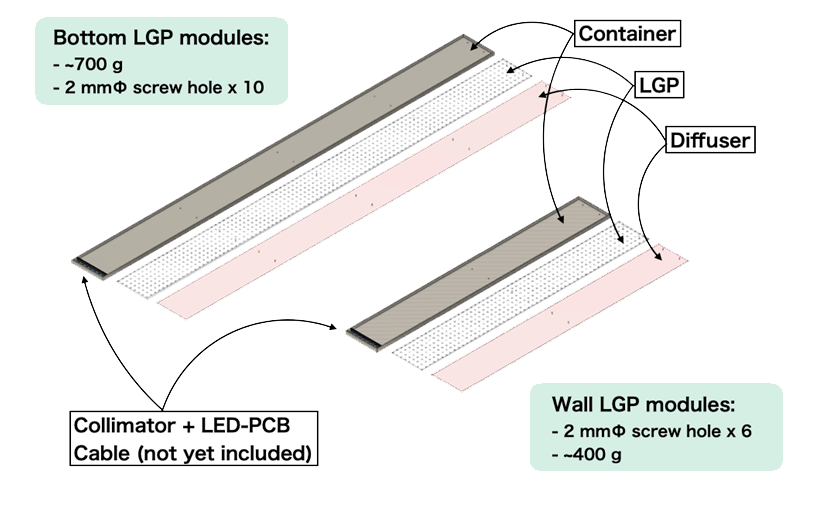 Bottom LGP modules:
- ~700 g
- 2 mmΦ screw hole x 10
Container
LGP
Diffuser
Collimator + LED-PCB
Cable (not yet included)
Wall LGP modules:
- 2 mmΦ screw hole x 6
- ~400 g